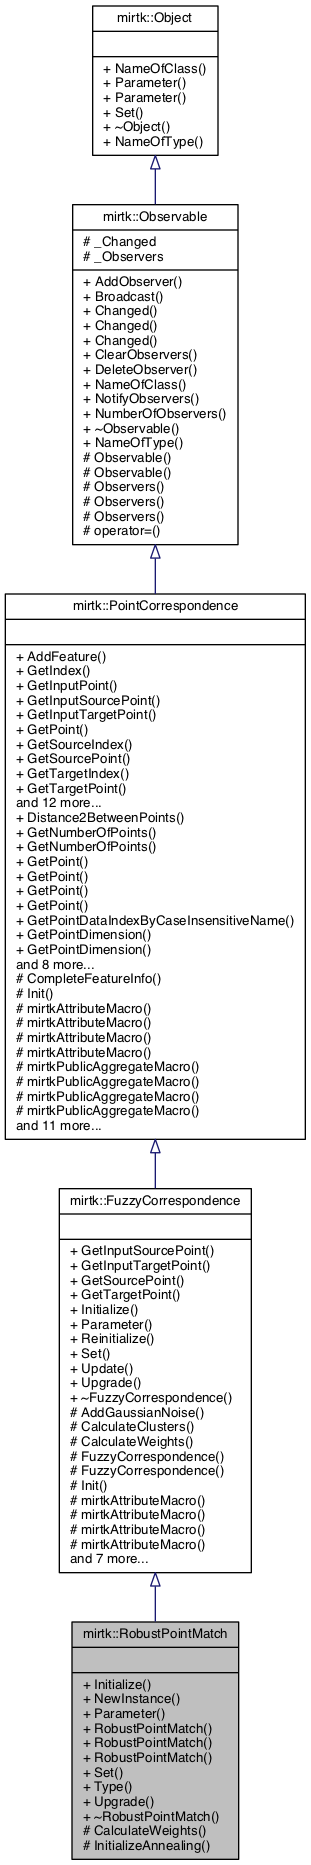 mirtk::Object
+ NameOfClass()
+ Parameter()
+ Parameter()
+ Set()
+ ~Object()
+ NameOfType()
mirtk::Observable
# _Changed
# _Observers
+ AddObserver()
+ Broadcast()
+ Changed()
+ Changed()
+ Changed()
+ ClearObservers()
+ DeleteObserver()
+ NameOfClass()
+ NotifyObservers()
+ NumberOfObservers()
+ ~Observable()
+ NameOfType()
# Observable()
# Observable()
# Observers()
# Observers()
# Observers()
# operator=()
mirtk::PointCorrespondence
+ AddFeature()
+ GetIndex()
+ GetInputPoint()
+ GetInputSourcePoint()
+ GetInputTargetPoint()
+ GetPoint()
+ GetSourceIndex()
+ GetSourcePoint()
+ GetTargetIndex()
+ GetTargetPoint()
and 12 more...
+ Distance2BetweenPoints()
+ GetNumberOfPoints()
+ GetNumberOfPoints()
+ GetPoint()
+ GetPoint()
+ GetPoint()
+ GetPoint()
+ GetPointDataIndexByCaseInsensitiveName()
+ GetPointDimension()
+ GetPointDimension()
and 8 more...
# CompleteFeatureInfo()
# Init()
# mirtkAttributeMacro()
# mirtkAttributeMacro()
# mirtkAttributeMacro()
# mirtkAttributeMacro()
# mirtkPublicAggregateMacro()
# mirtkPublicAggregateMacro()
# mirtkPublicAggregateMacro()
# mirtkPublicAggregateMacro()
and 11 more...
mirtk::FuzzyCorrespondence
+ GetInputSourcePoint()
+ GetInputTargetPoint()
+ GetSourcePoint()
+ GetTargetPoint()
+ Initialize()
+ Parameter()
+ Reinitialize()
+ Set()
+ Update()
+ Upgrade()
+ ~FuzzyCorrespondence()
# AddGaussianNoise()
# CalculateClusters()
# CalculateWeights()
# FuzzyCorrespondence()
# FuzzyCorrespondence()
# Init()
# mirtkAttributeMacro()
# mirtkAttributeMacro()
# mirtkAttributeMacro()
# mirtkAttributeMacro()
and 7 more...
mirtk::RobustPointMatch
+ Initialize()
+ NewInstance()
+ Parameter()
+ RobustPointMatch()
+ RobustPointMatch()
+ RobustPointMatch()
+ Set()
+ Type()
+ Upgrade()
+ ~RobustPointMatch()
# CalculateWeights()
# InitializeAnnealing()